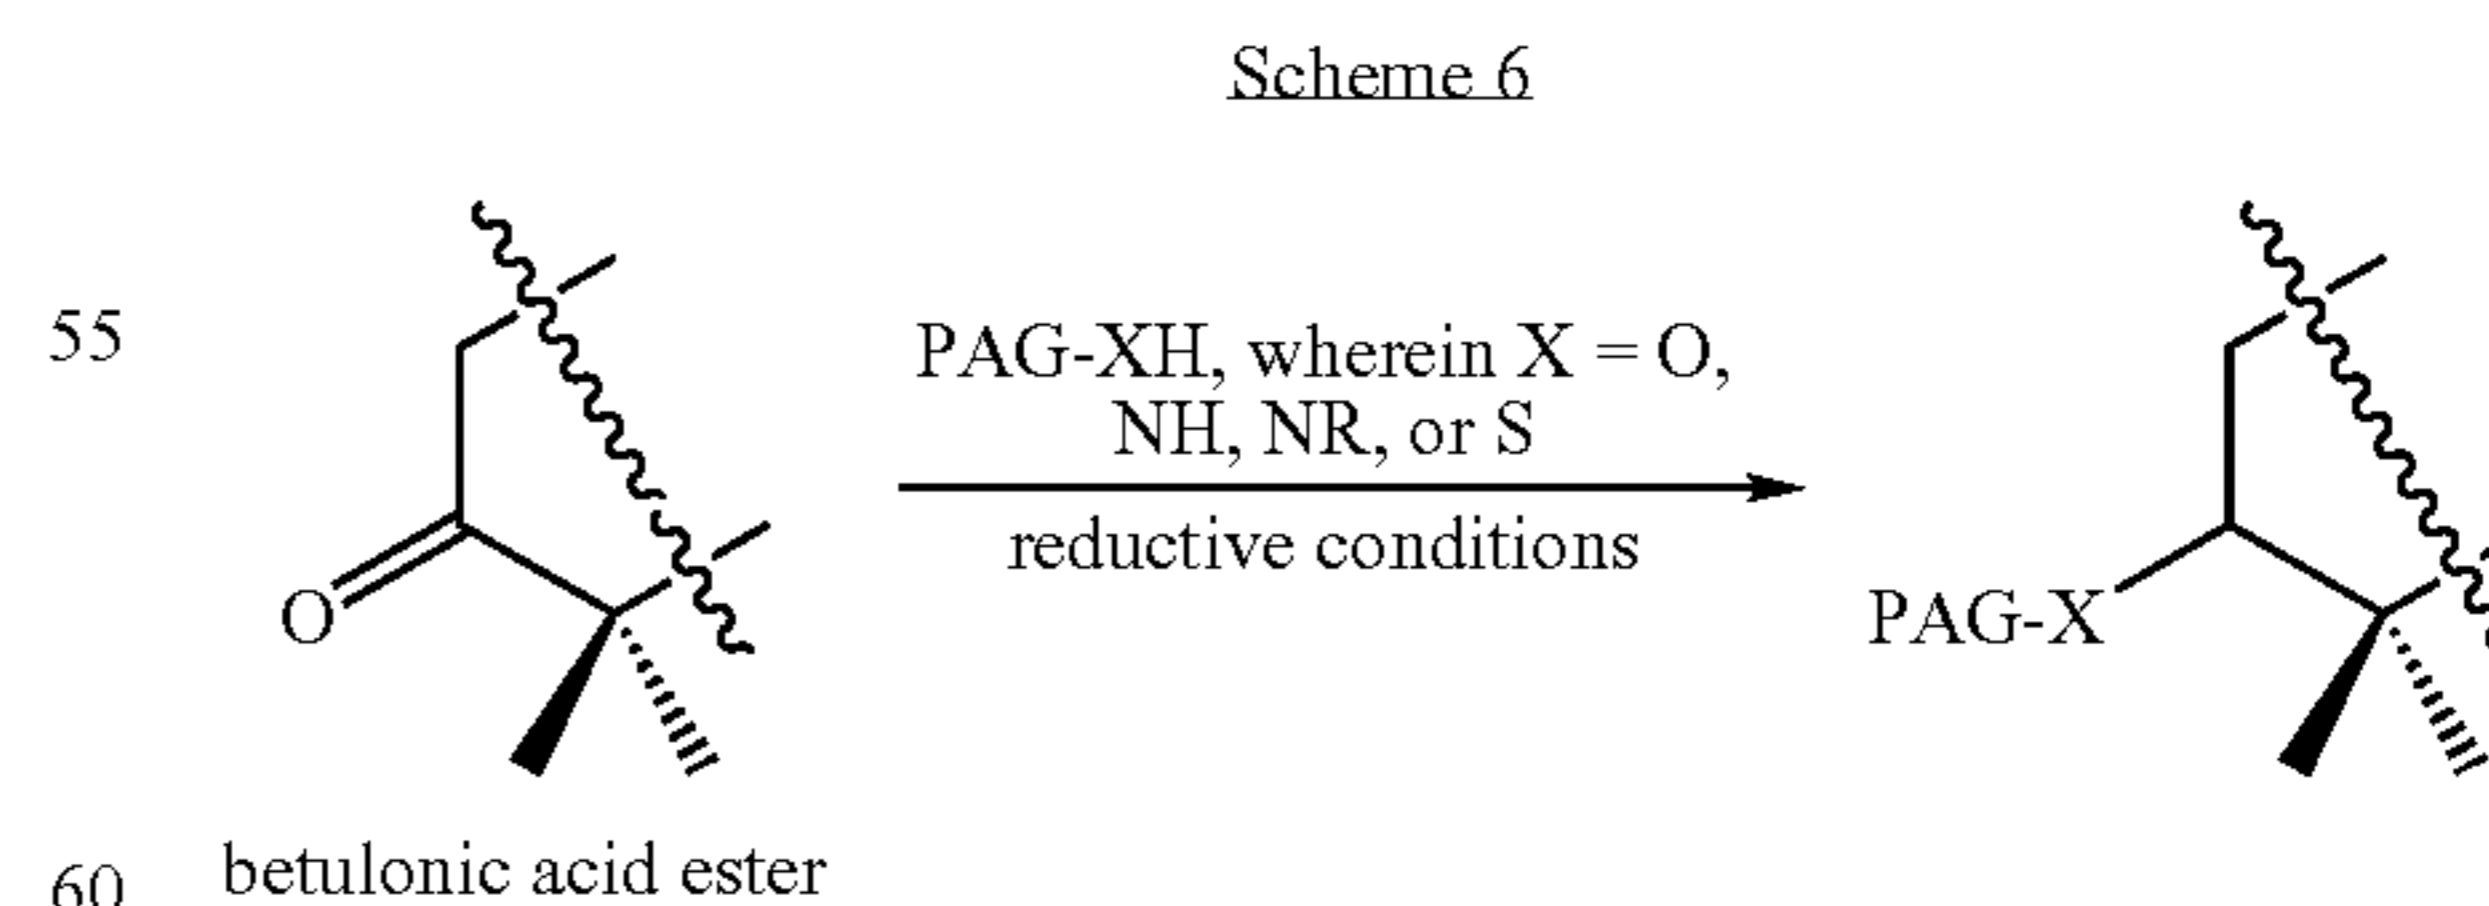 Scheme 6
55
PAG-XH, wherein X = O,
NH, NR, or S
reductive conditions
O
PAG-X
betulonic acid ester
60